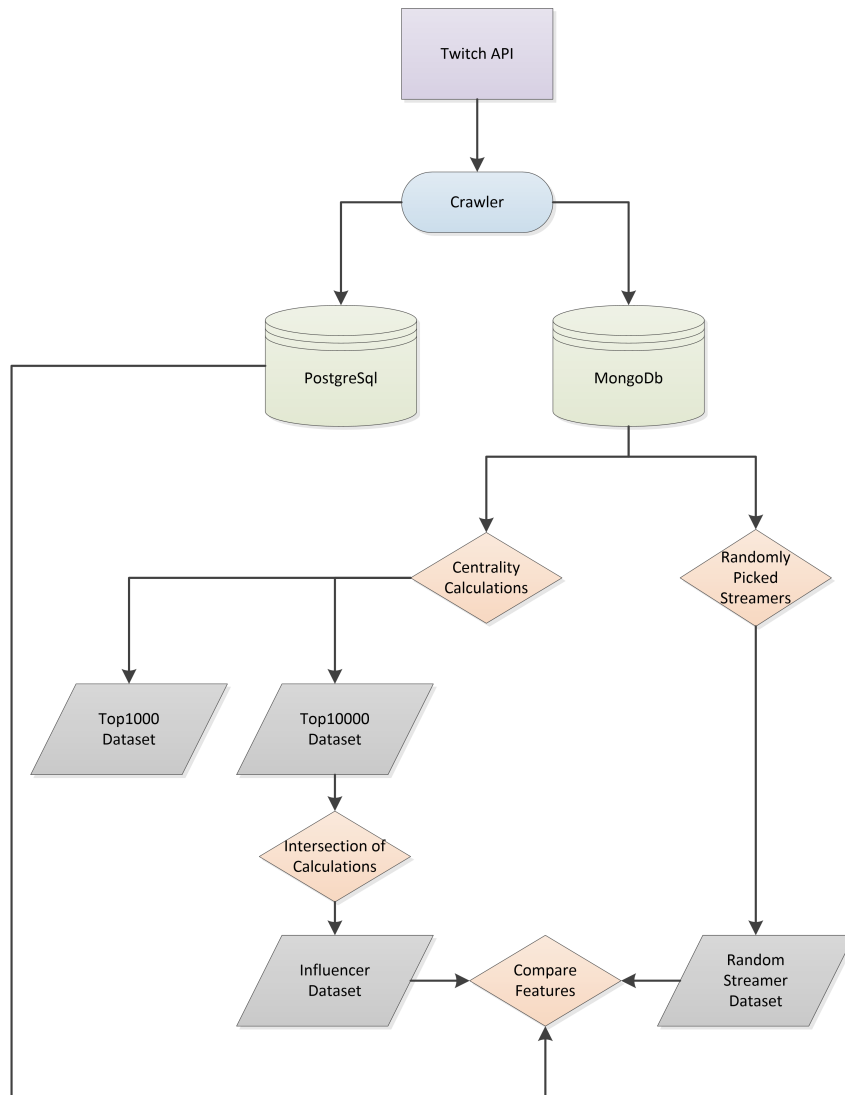 Twitch API
Crawler
PostgreSql
MongoDb
Centrality
Calculations
Randomly
Picked
Streamers
Top1000
Dataset
Top10000
Dataset
Intersection of
Calculations
Influencer
Dataset
Compare
Features
Random
Streamer
Dataset